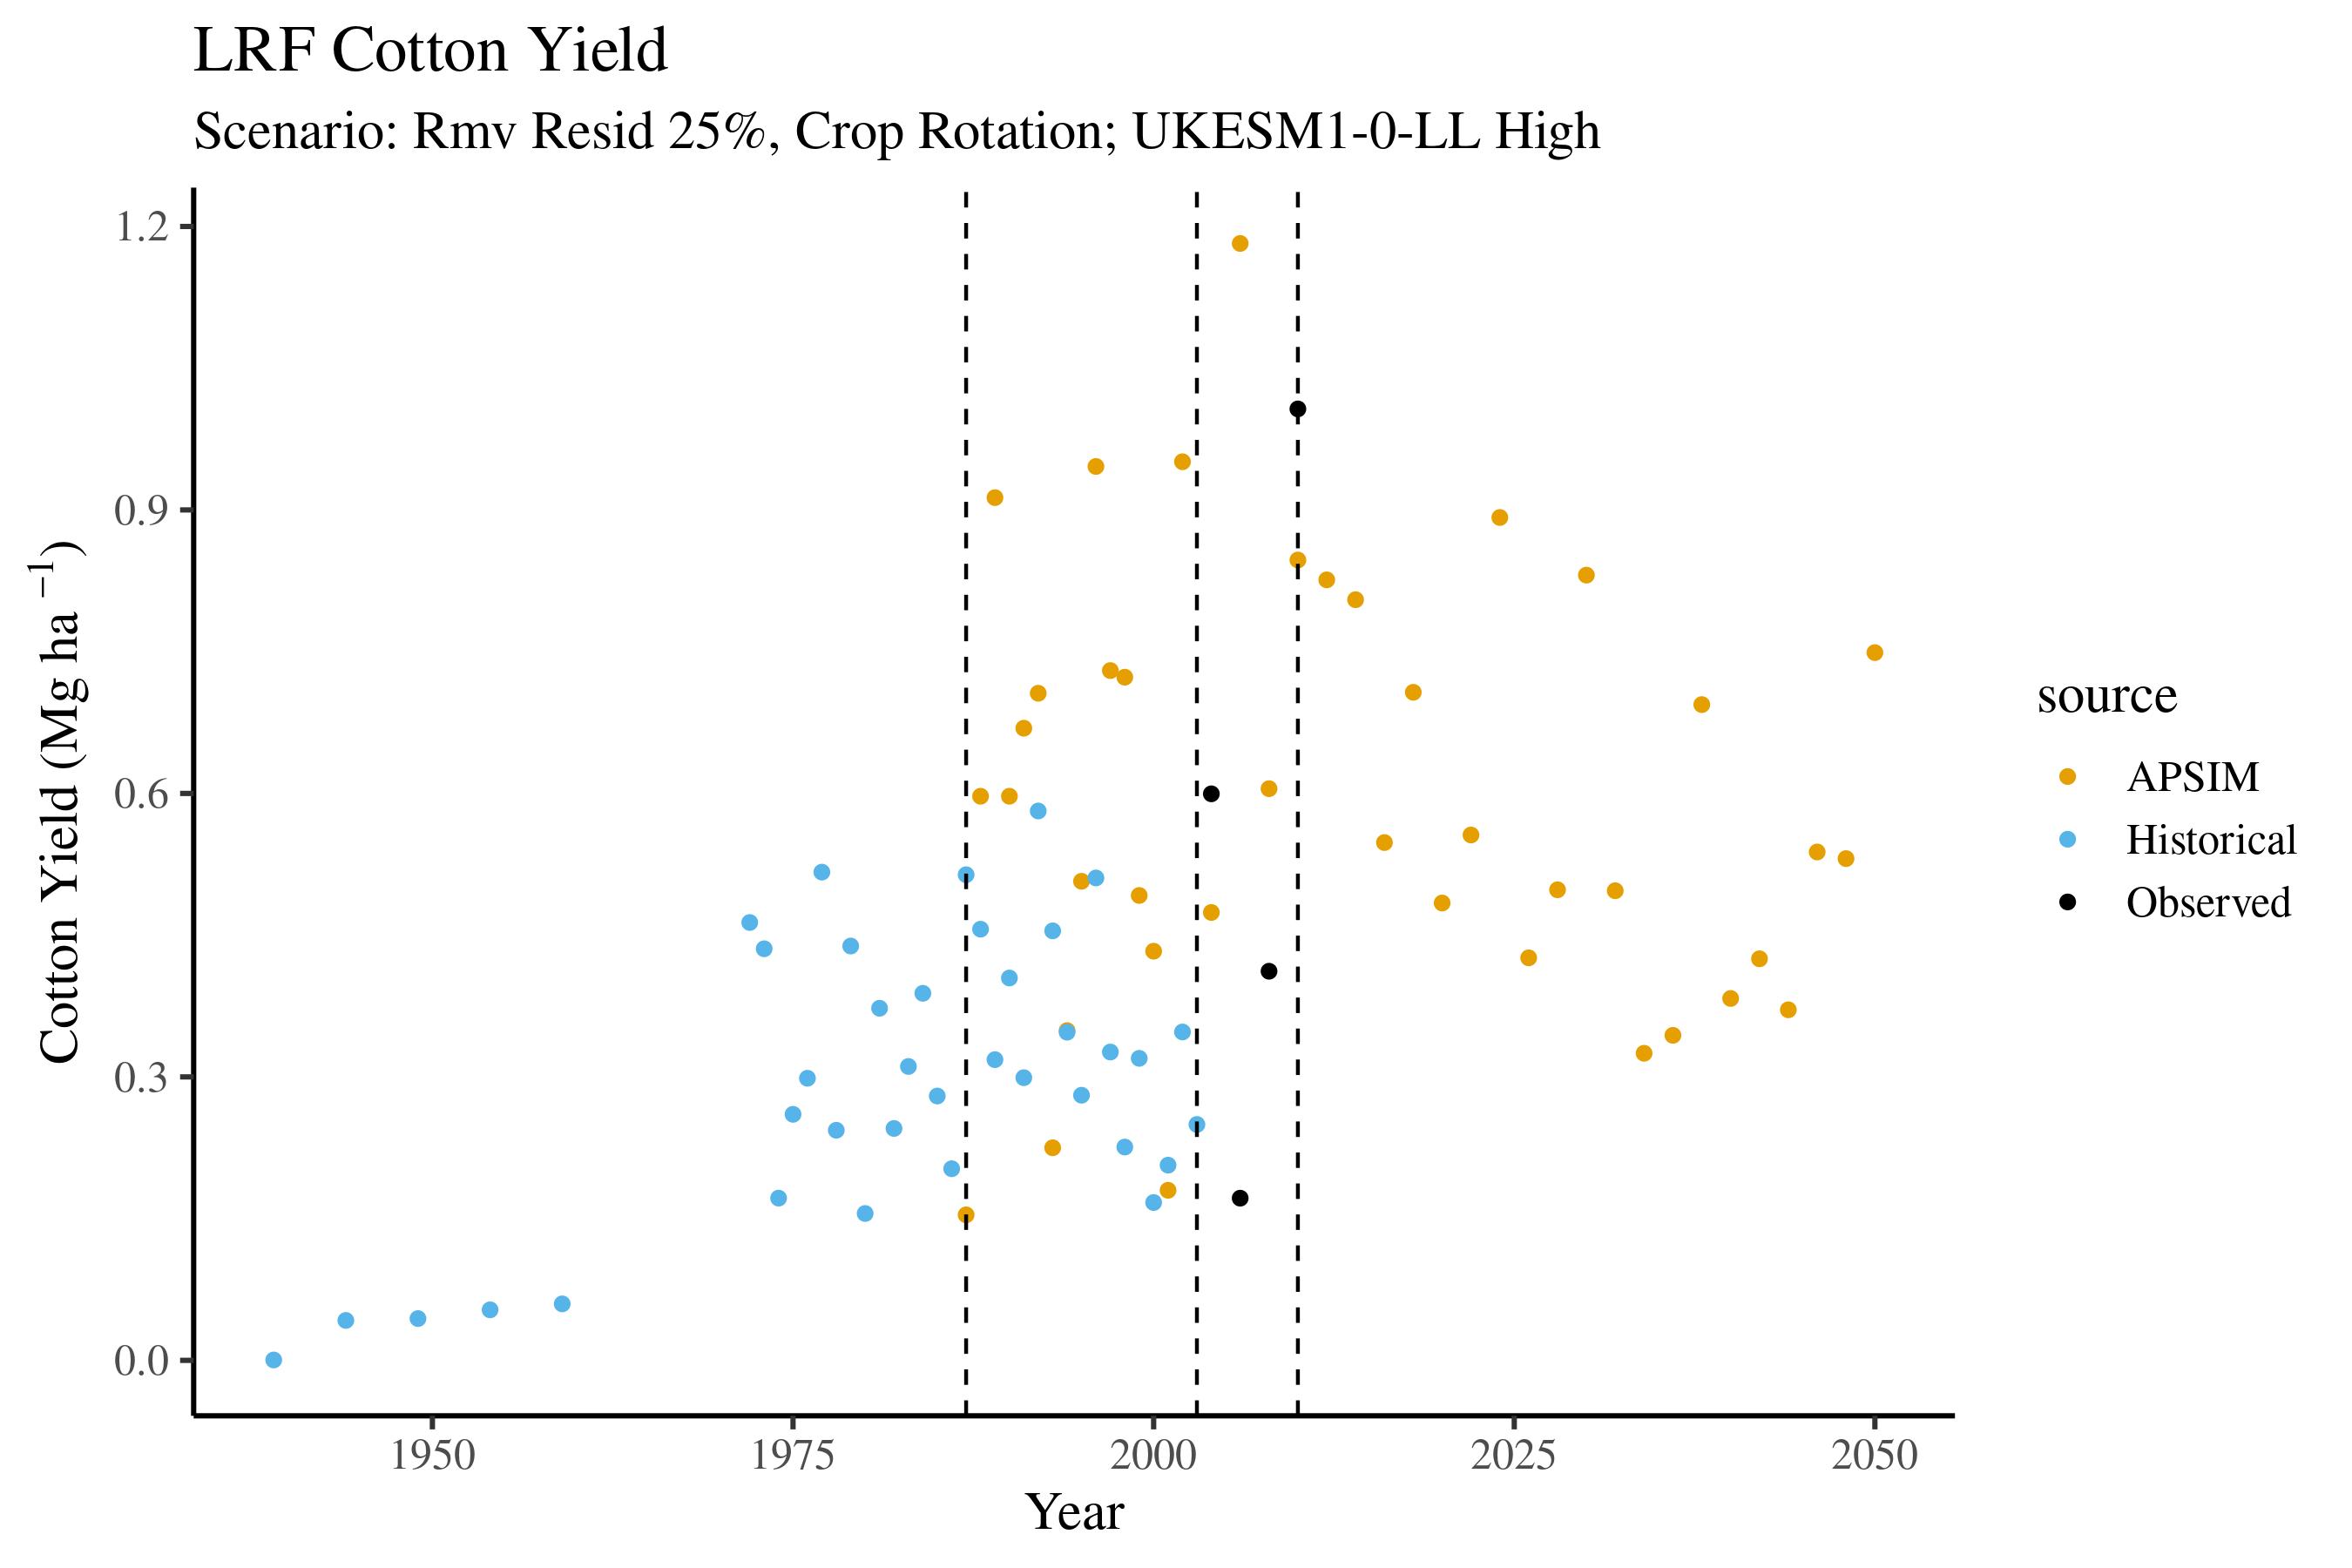 LRF Cotton Yield
Scenario: Rmv Resid 25%, Crop Rotation; UKESM1-0-LL High
Cotton Yield (Mg ha −1)
1.2
0.9
0.6
0.3
0.0
1950
1975
2000
2025
2050
Year
source
APSIM
Historical
Observed